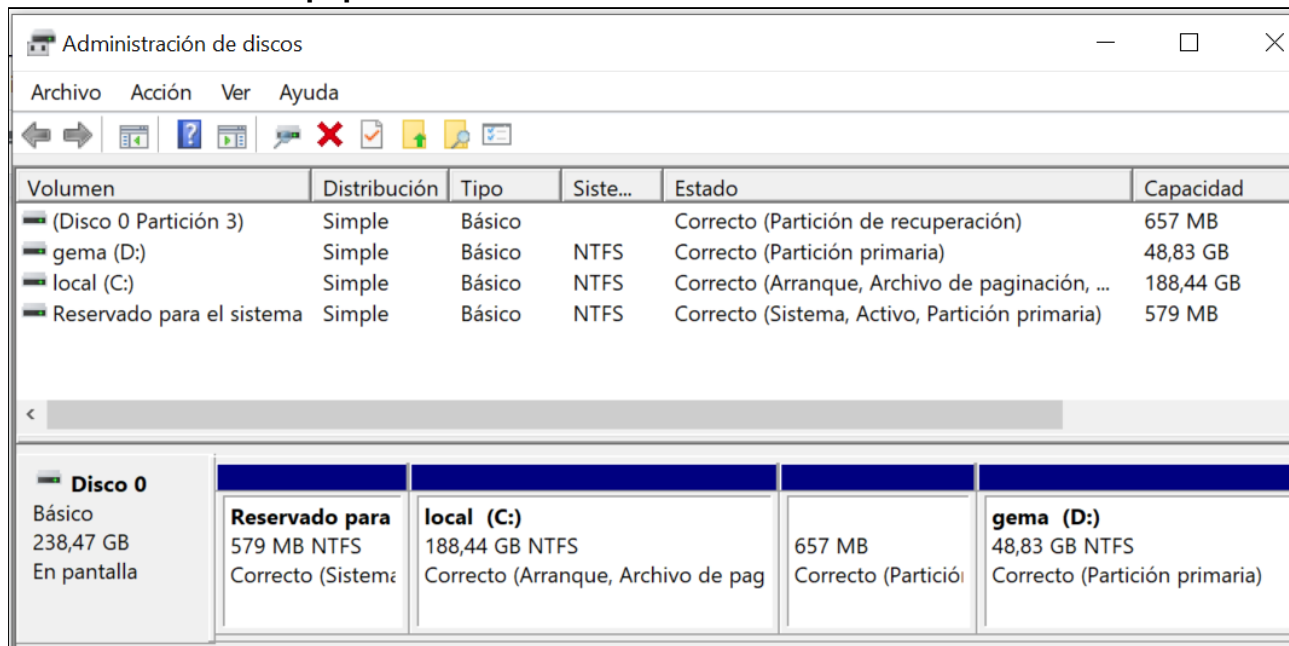 Administración de discos
Archivo Acción Ver Ayuda
Volumen Distribución Tipo Siste... Estado Capacidad
(Disco 0 Partición 3) Simple Básico Correcto (Partición de recuperación) 657 MB
gema (D:) Simple Básico NTFS Correcto (Partición primaria) 48,83 GB
local (C:) Simple Básico NTFS Correcto (Arranque, Archivo de paginación, ... 188,44 GB
Reservado para el sistema Simple Básico NTFS Correcto (Sistema, Activo, Partición primaria) 579 MB
Disco 0
Básico
238,47 GB
En pantalla
Reservado para
579 MB NTFS
Correcto (Sistema
local (C:)
188,44 GB NTFS
Correcto (Arranque, Archivo de pag
657 MB
Correcto (Partició
gema (D:)
48,83 GB NTFS
Correcto (Partición primaria)